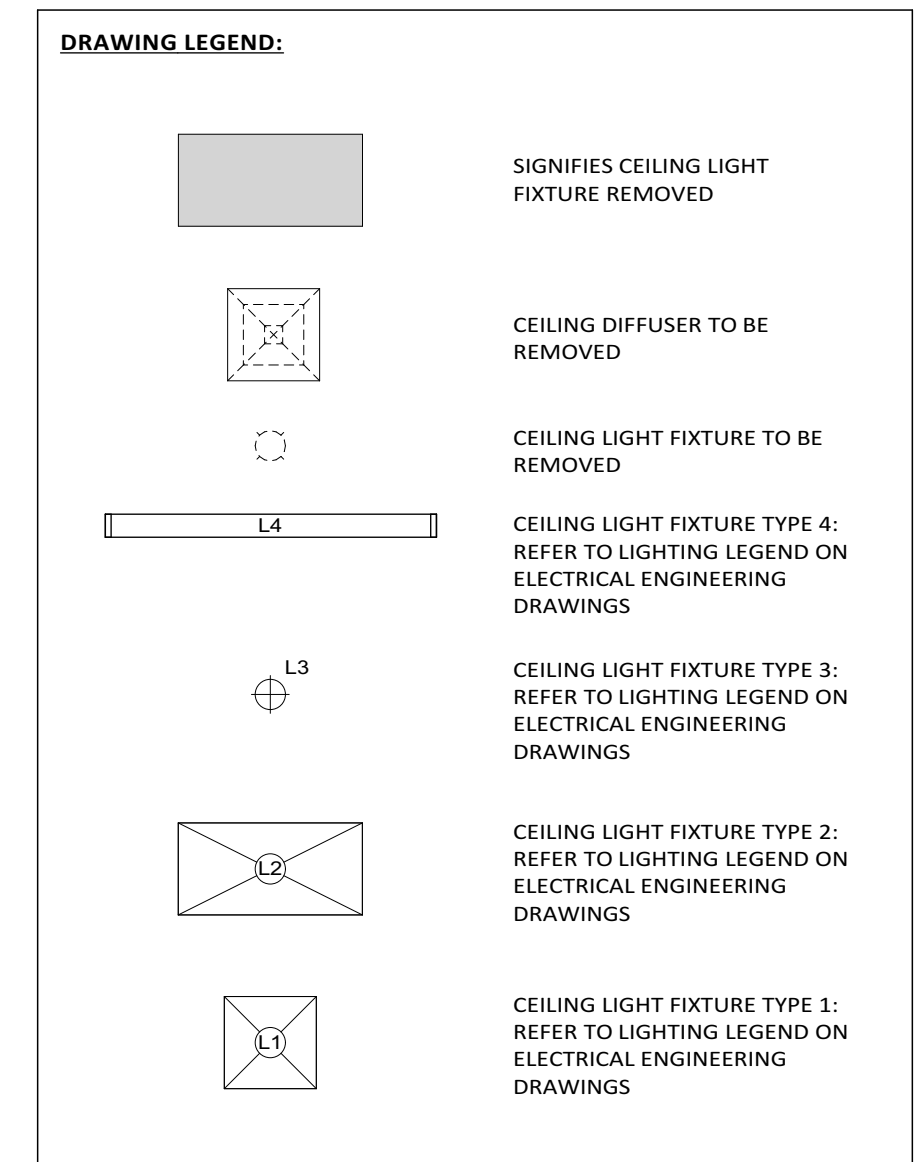 DRAWING LEGEND:
SIGNIFIES CEILING LIGHT
FIXTURE REMOVED
CEILING DIFFUSER TO BE
REMOVED
CEILING LIGHT FIXTURE TO BE
REMOVED
L4
CEILING LIGHT FIXTURE TYPE 4:
REFER TO LIGHTING LEGEND ON
ELECTRICAL ENGINEERING
DRAWINGS
L3
CEILING LIGHT FIXTURE TYPE 3:
REFER TO LIGHTING LEGEND ON
ELECTRICAL ENGINEERING
DRAWINGS
L2
CEILING LIGHT FIXTURE TYPE 2:
REFER TO LIGHTING LEGEND ON
ELECTRICAL ENGINEERING
DRAWINGS
L1
CEILING LIGHT FIXTURE TYPE 1:
REFER TO LIGHTING LEGEND ON
ELECTRICAL ENGINEERING
DRAWINGS